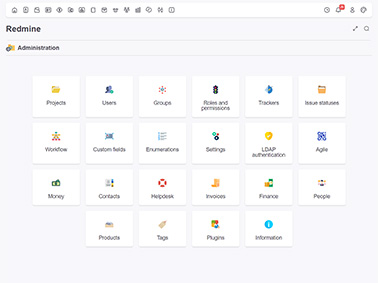 Redmine
Administration
Projects
Users
Groups
Roles and
permissions
Trackers
Issue statuses
Workflow
Custom fields
Enumerations
Settings
LDAP
authentication
Agile
Money
Contacts
Helpdesk
Invoices
Finance
People
Products
Tags
Plugins
Information